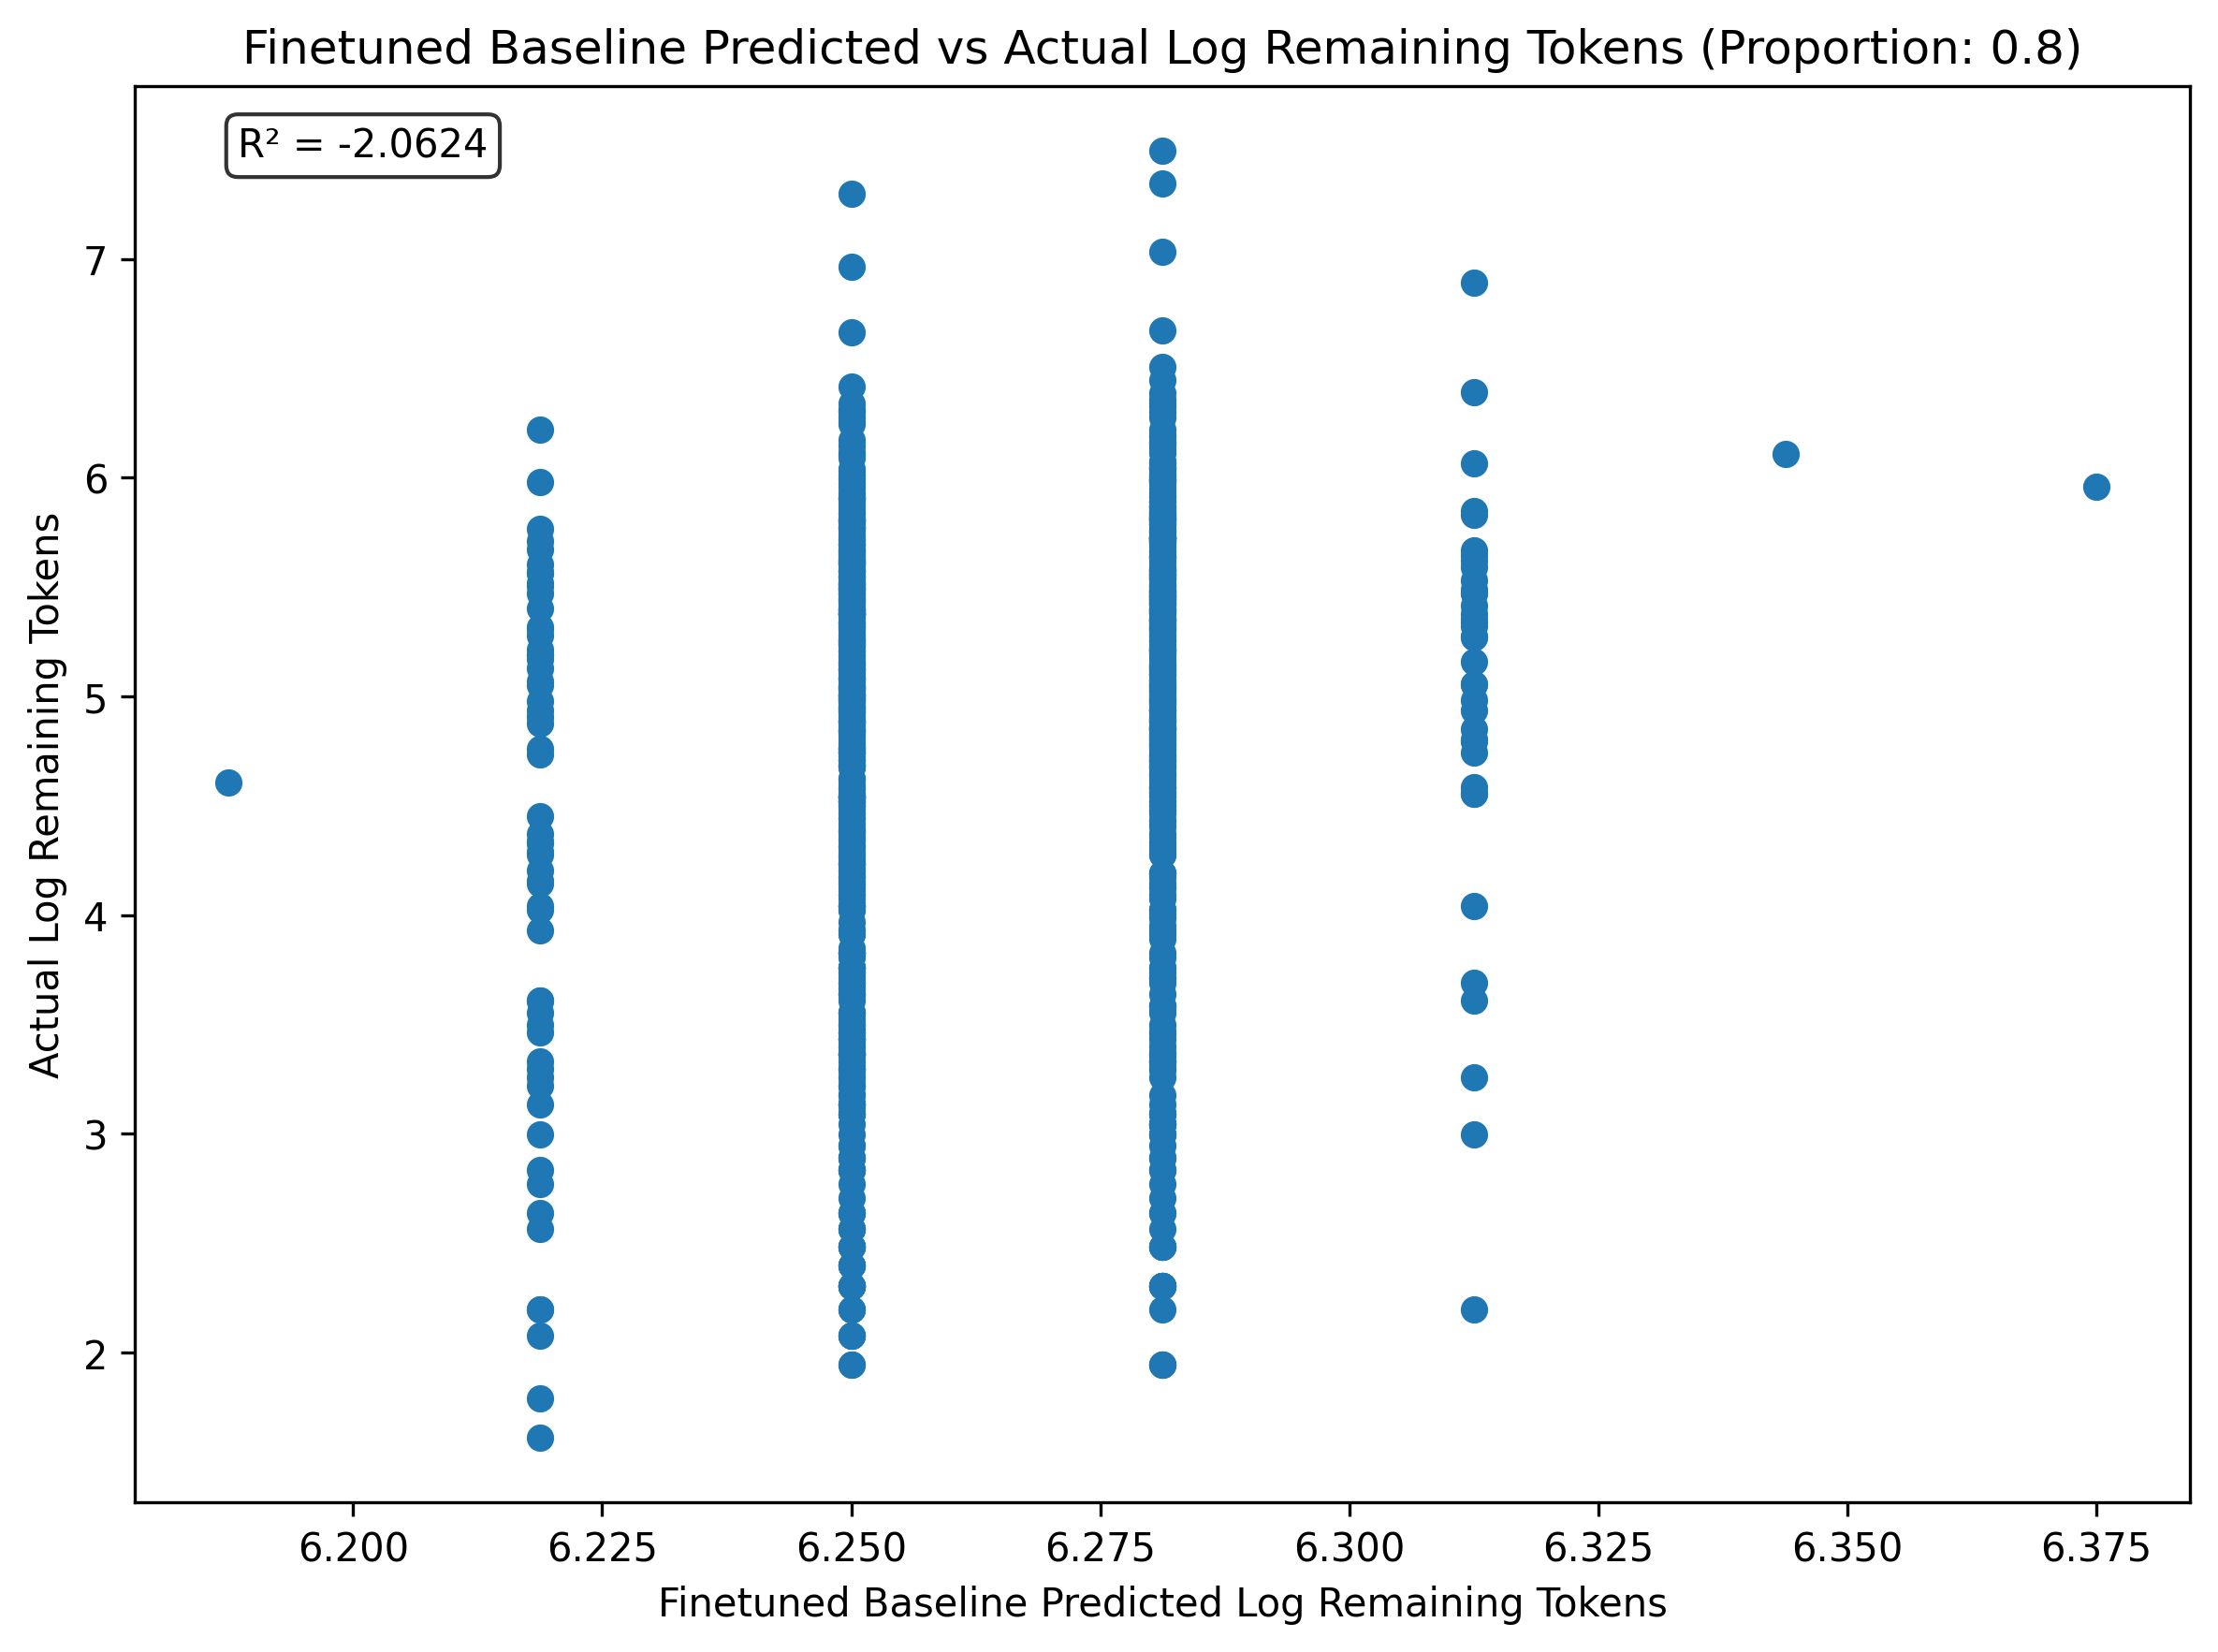 Finetuned Baseline Predicted vs Actual Log Remaining Tokens (Proportion: 0.8)
R² = -2.0624
Actual Log Remaining Tokens
7
6
5
4
3
2
6.200 6.225 6.250 6.275 6.300 6.325 6.350 6.375
Finetuned Baseline Predicted Log Remaining Tokens